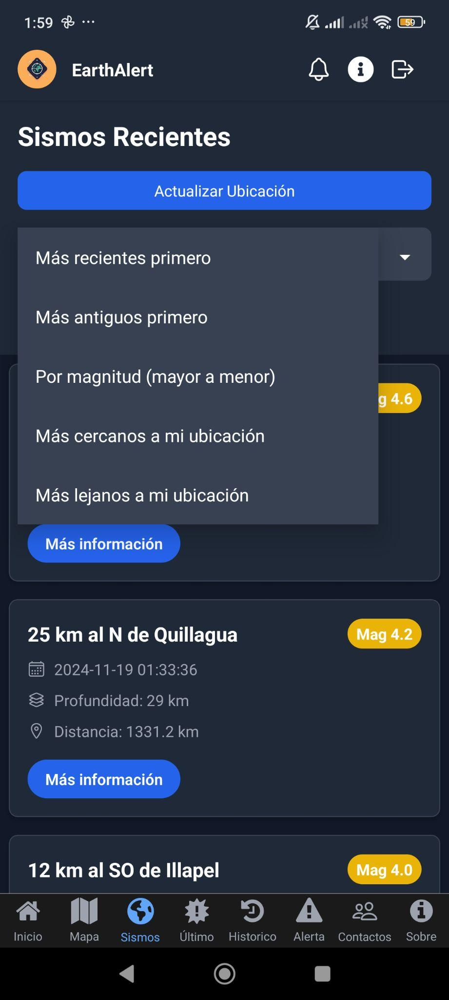 1:59
59
EarthAlert
Sismos Recientes
Actualizar Ubicación
Más recientes primero
Más antiguos primero
Por magnitud (mayor a menor)
g 4.6
Más cercanos a mi ubicación
Más lejanos a mi ubicación
Más información
25 km al N de Quillagua
Mag 4.2
2024-11-19 01:33:36
Profundidad: 29 km
Distancia: 1331.2 km
Más información
12 km al SO de Illapel
Mag 4.0
Inicio
Mapa
Sismos
Último
Historico
Alerta
Contactos
Sobre